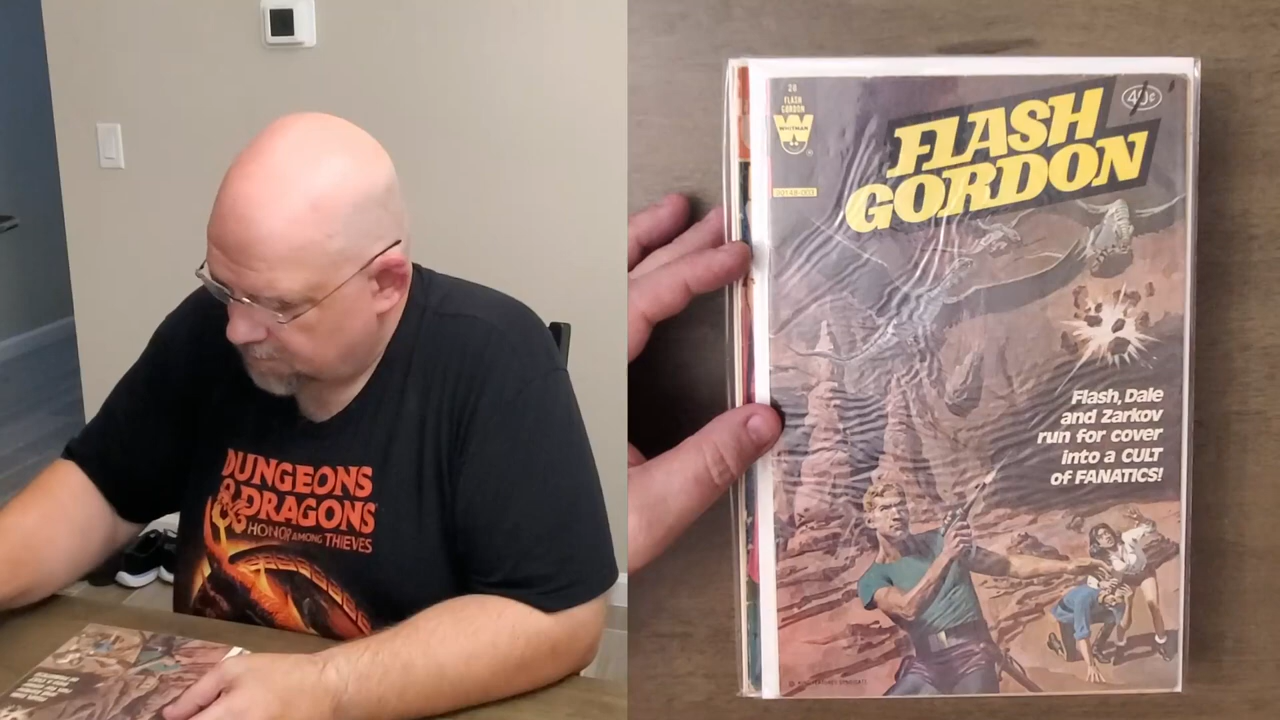 DUNGEONS
& DRAGONS
HONOR AMONG THIEVES
28
FLASH
GORDON
WHITMAN
40¢
FLASH
GORDON
Flash, Dale
and Zarkov
run for cover
into a CULT
of FANATICS!